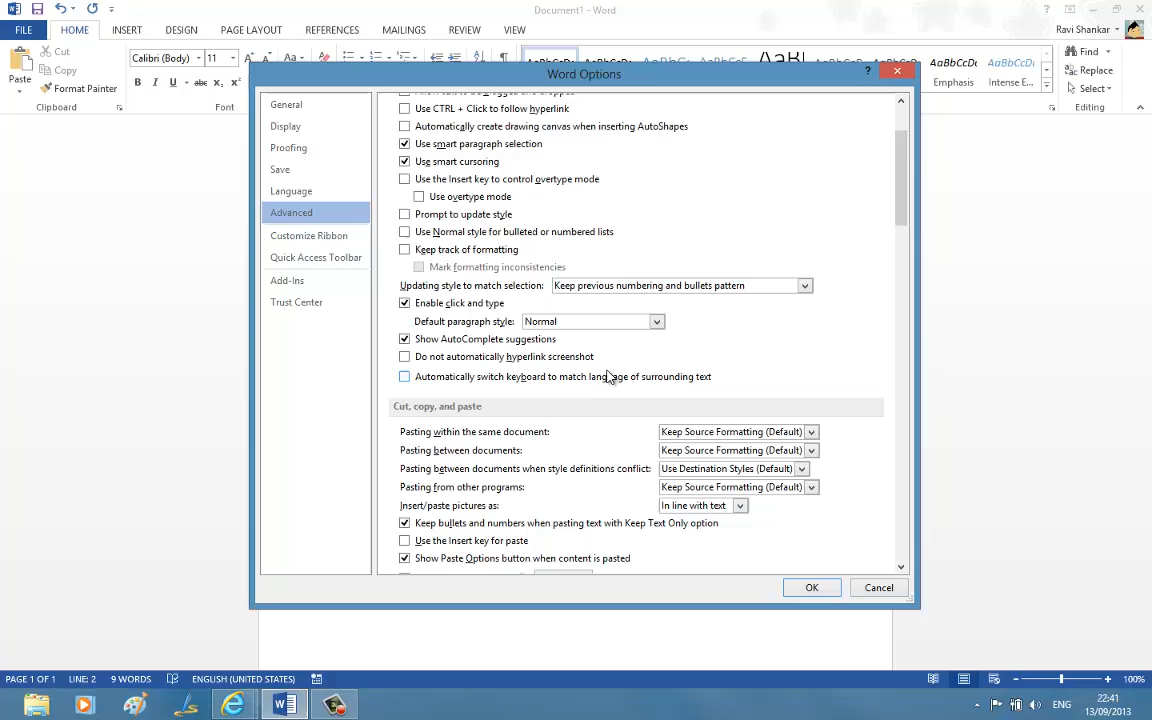 Document1 - Word
FILE HOME INSERT DESIGN PAGE LAYOUT REFERENCES MAILINGS REVIEW VIEW Ravi Shankar
Paste Cut Copy Format Painter
Clipboard
Calibri (Body) 11 Aa
B I U abc x₂ x²
Font
Emphasis Intense E...
Find Replace Select
Editing
Word Options
General
Display
Proofing
Save
Language
Advanced
Customize Ribbon
Quick Access Toolbar
Add-Ins
Trust Center
Use CTRL + Click to follow hyperlink
Automatically create drawing canvas when inserting AutoShapes
Use smart paragraph selection
Use smart cursoring
Use the Insert key to control overtype mode
Use overtype mode
Prompt to update style
Use Normal style for bulleted or numbered lists
Keep track of formatting
Mark formatting inconsistencies
Updating style to match selection: Keep previous numbering and bullets pattern
Enable click and type
Default paragraph style: Normal
Show AutoComplete suggestions
Do not automatically hyperlink screenshot
Automatically switch keyboard to match language of surrounding text
Cut, copy, and paste
Pasting within the same document: Keep Source Formatting (Default)
Pasting between documents: Keep Source Formatting (Default)
Pasting between documents when style definitions conflict: Use Destination Styles (Default)
Pasting from other programs: Keep Source Formatting (Default)
Insert/paste pictures as: In line with text
Keep bullets and numbers when pasting text with Keep Text Only option
Use the Insert key for paste
Show Paste Options button when content is pasted
OK Cancel
PAGE 1 OF 1 LINE: 2 9 WORDS ENGLISH (UNITED STATES) 100%
22:41
ENG
13/09/2013